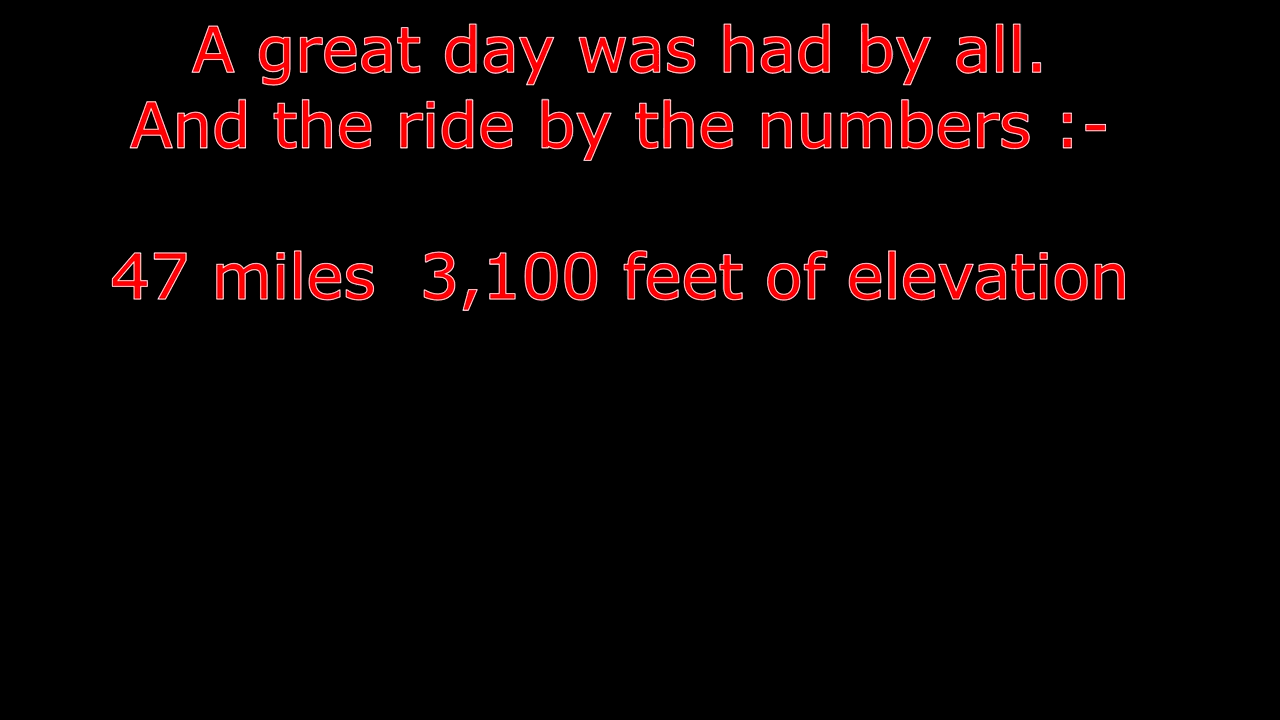 A great day was had by all.
And the ride by the numbers :-
47 miles  3,100 feet of elevation